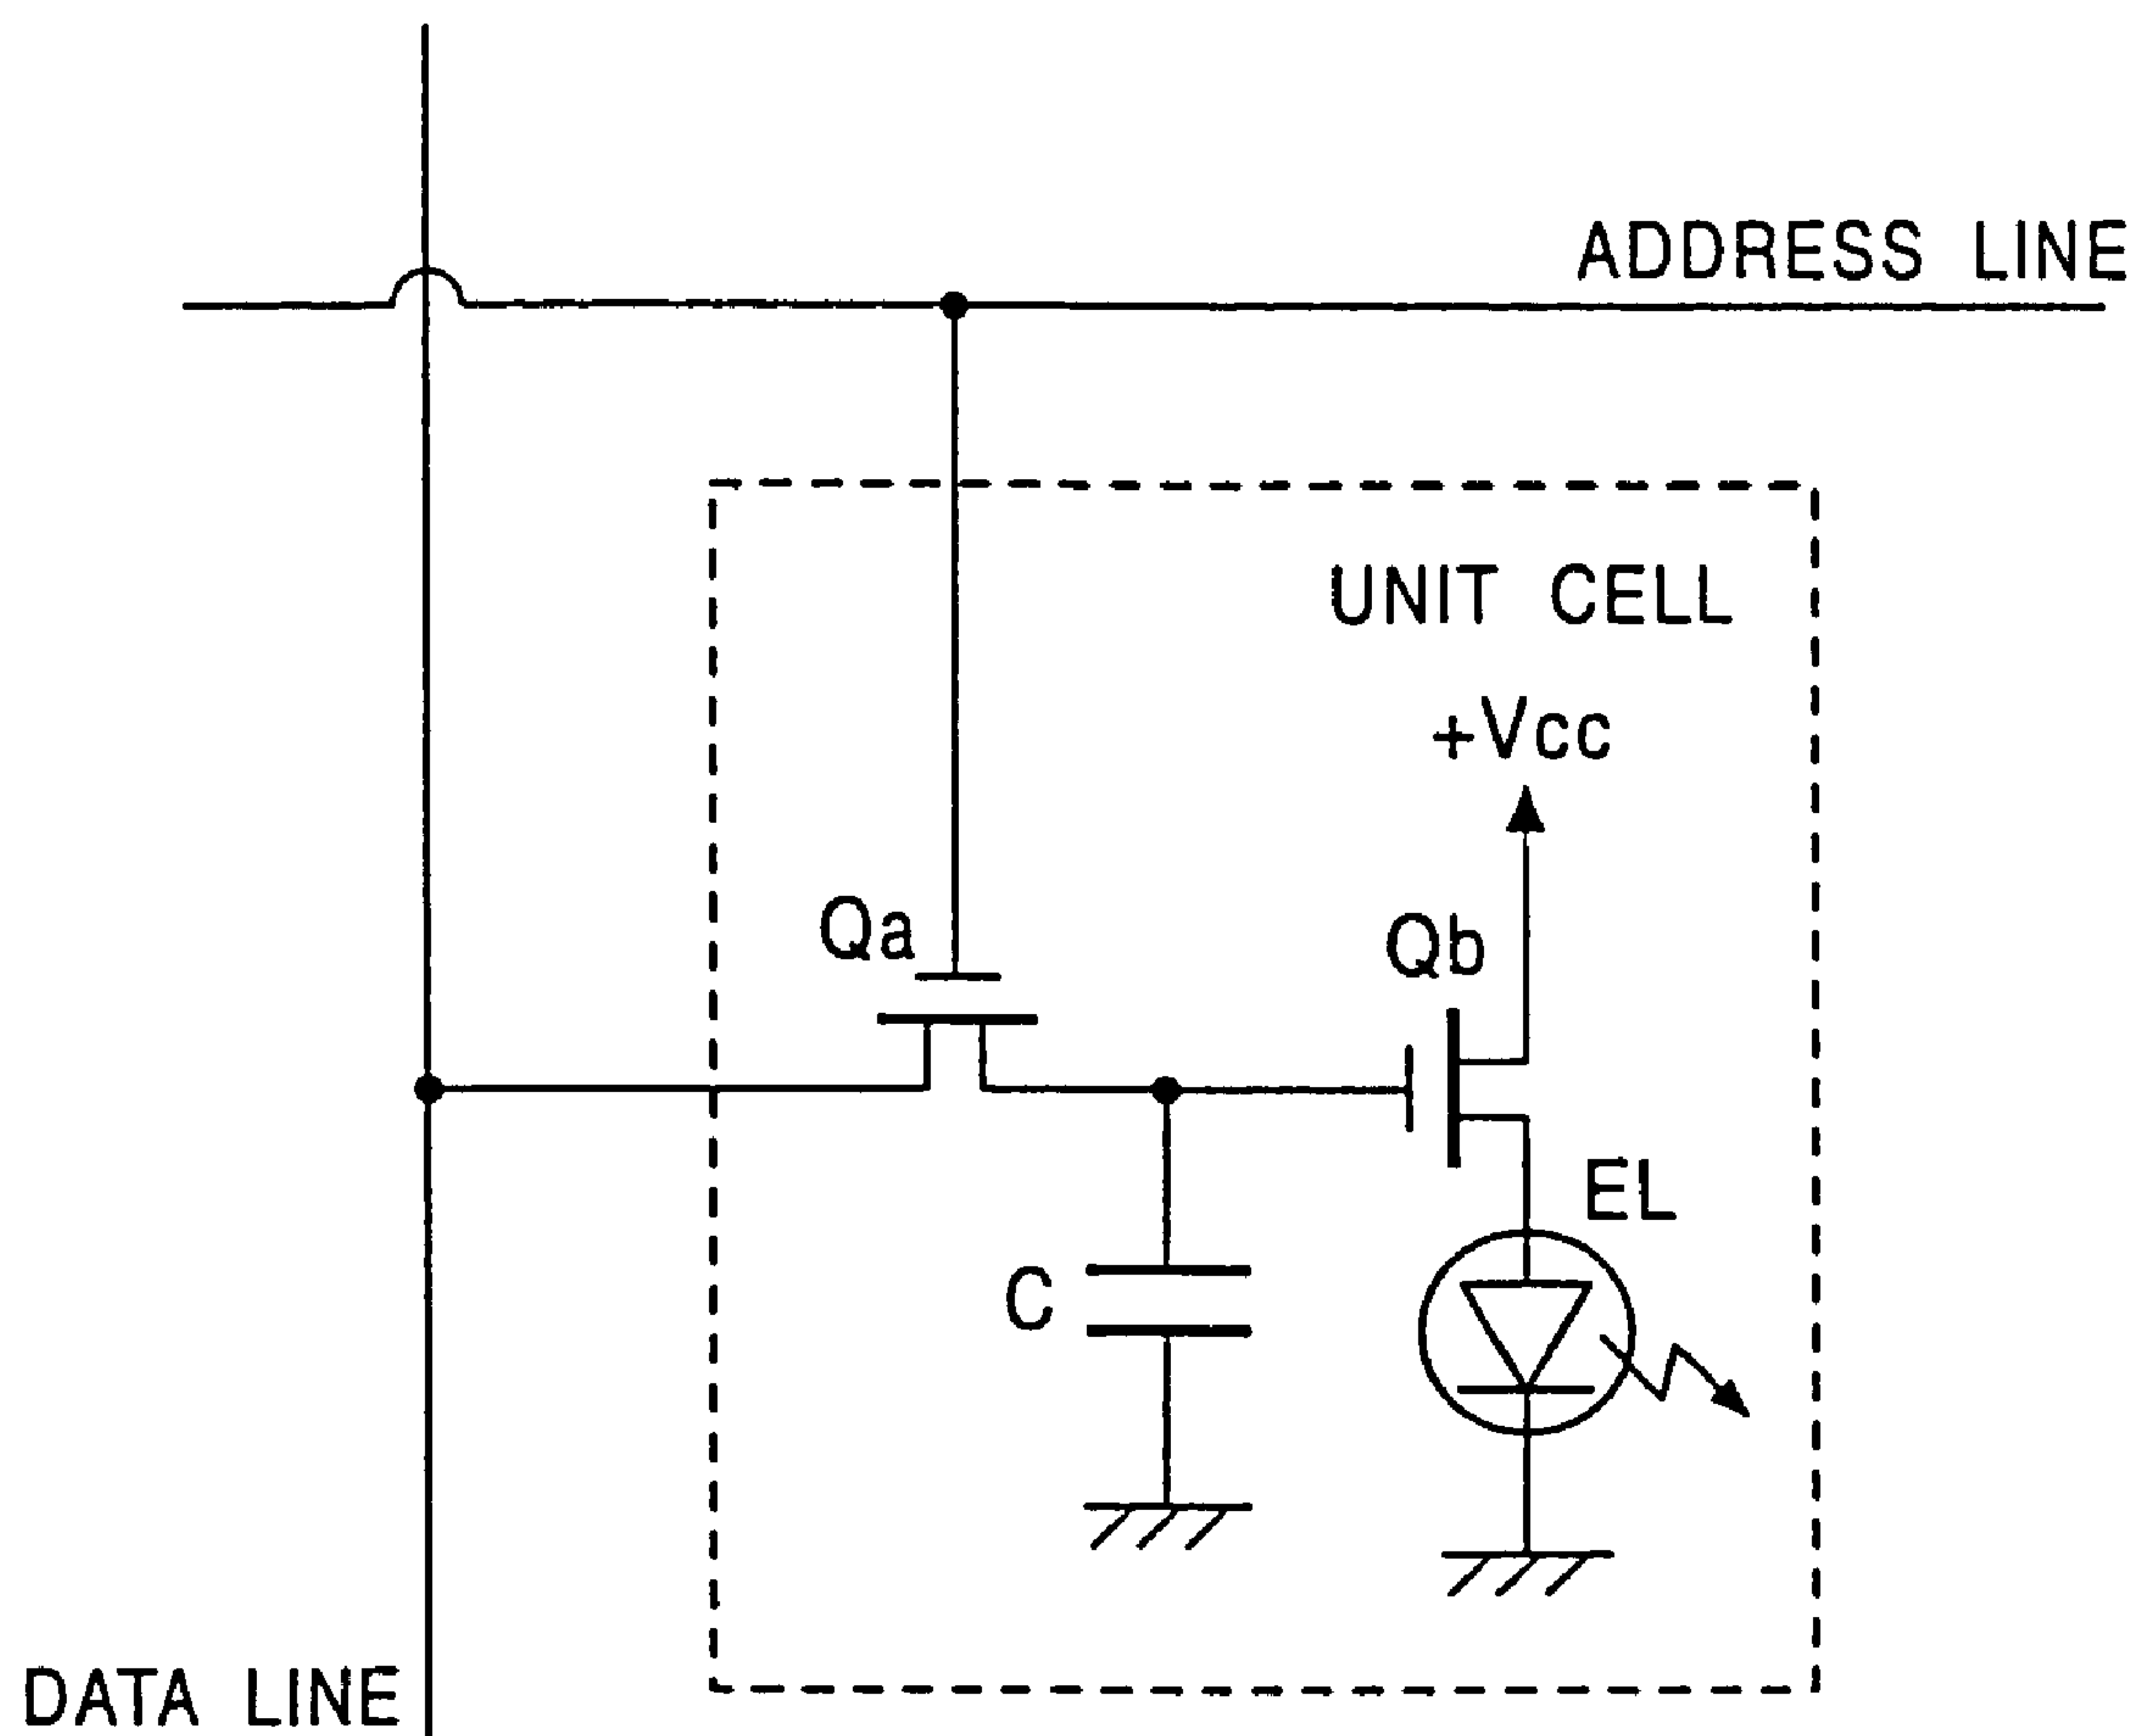 ADDRESS LINE
UNIT CELL
+Vcc
Qa
Qb
EL
C
DATA LINE